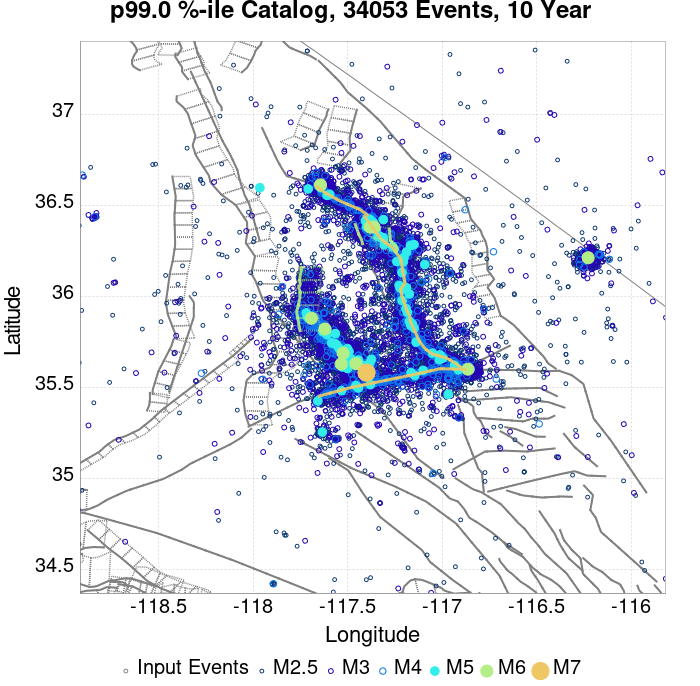 p99.0 %-ile Catalog, 34053 Events, 10 Year
37
36.5
36
35.5
35
34.5
Latitude
-118.5 -118 -117.5 -117 -116.5 -116
Longitude
Input Events M2.5 M3 M4 M5 M6 M7